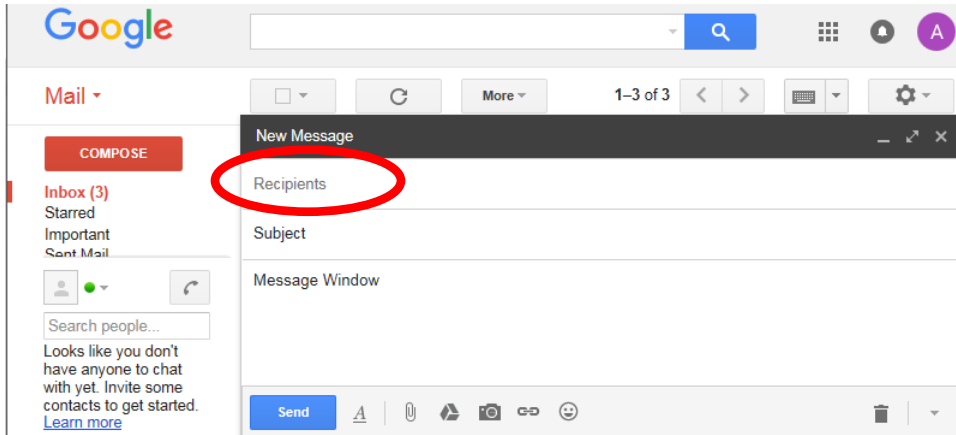 Google
A
Mail
More
1–3 of 3
COMPOSE
New Message
Inbox (3)
Recipients
Starred
Important
Subject
Sent Mail
Message Window
Search people...
Looks like you don't
have anyone to chat
with yet. Invite some
contacts to get started.
Learn more
Send
A